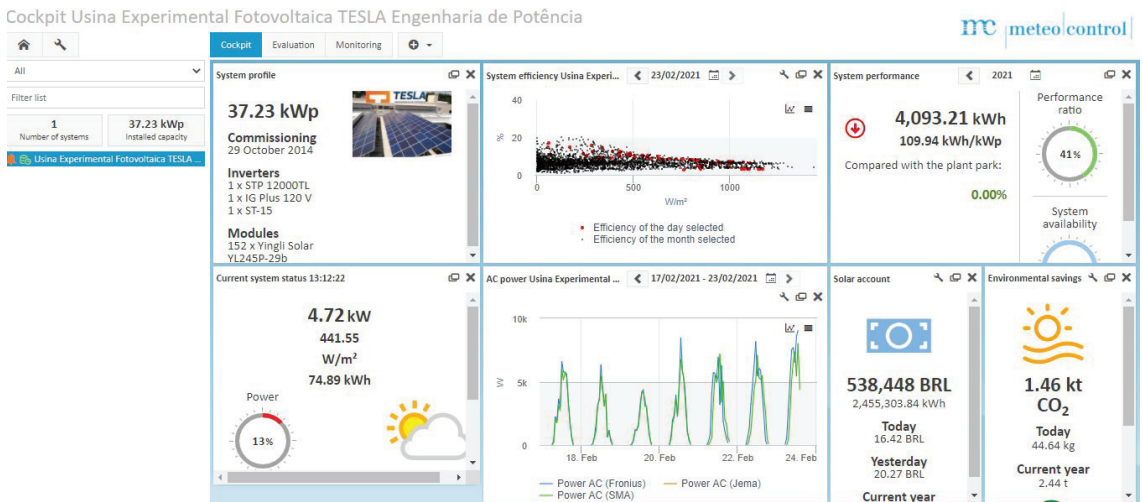 Cockpit Usina Experimental Fotovoltaica TESLA Engenharia de Potência
mc meteo control
Cockpit Evaluation Monitoring
All
Filter list
1
Number of systems
37.23 kWp
Installed capacity
Usina Experimental Fotovoltaica TESLA ...
System profile
37.23 kWp
TESLA
Commissioning
29 October 2014
Inverters
1 x STP 12000TL
1 x IG Plus 120 V
1 x ST-15
Modules
152 x Yingli Solar
YL245P-29b
System efficiency Usina Experi... 23/02/2021
40
20
0
%
0 500 1000
W/m²
Efficiency of the day selected
Efficiency of the month selected
System performance 2021
4,093.21 kWh
109.94 kWh/kWp
Compared with the plant park:
0.00%
Performance
ratio
41%
System
availability
Current system status 13:12:22
4.72 kW
441.55
W/m²
74.89 kWh
Power
13%
AC power Usina Experimental ... 17/02/2021 - 23/02/2021
10k
5k
0
W
18. Feb 20. Feb 22. Feb 24. Feb
Power AC (Fronius) Power AC (Jema)
Power AC (SMA)
Solar account
538,448 BRL
2,455,303.84 kWh
Today
16.42 BRL
Yesterday
20.27 BRL
Current year
Environmental savings
1.46 kt
CO₂
Today
44.64 kg
Current year
2.44 t